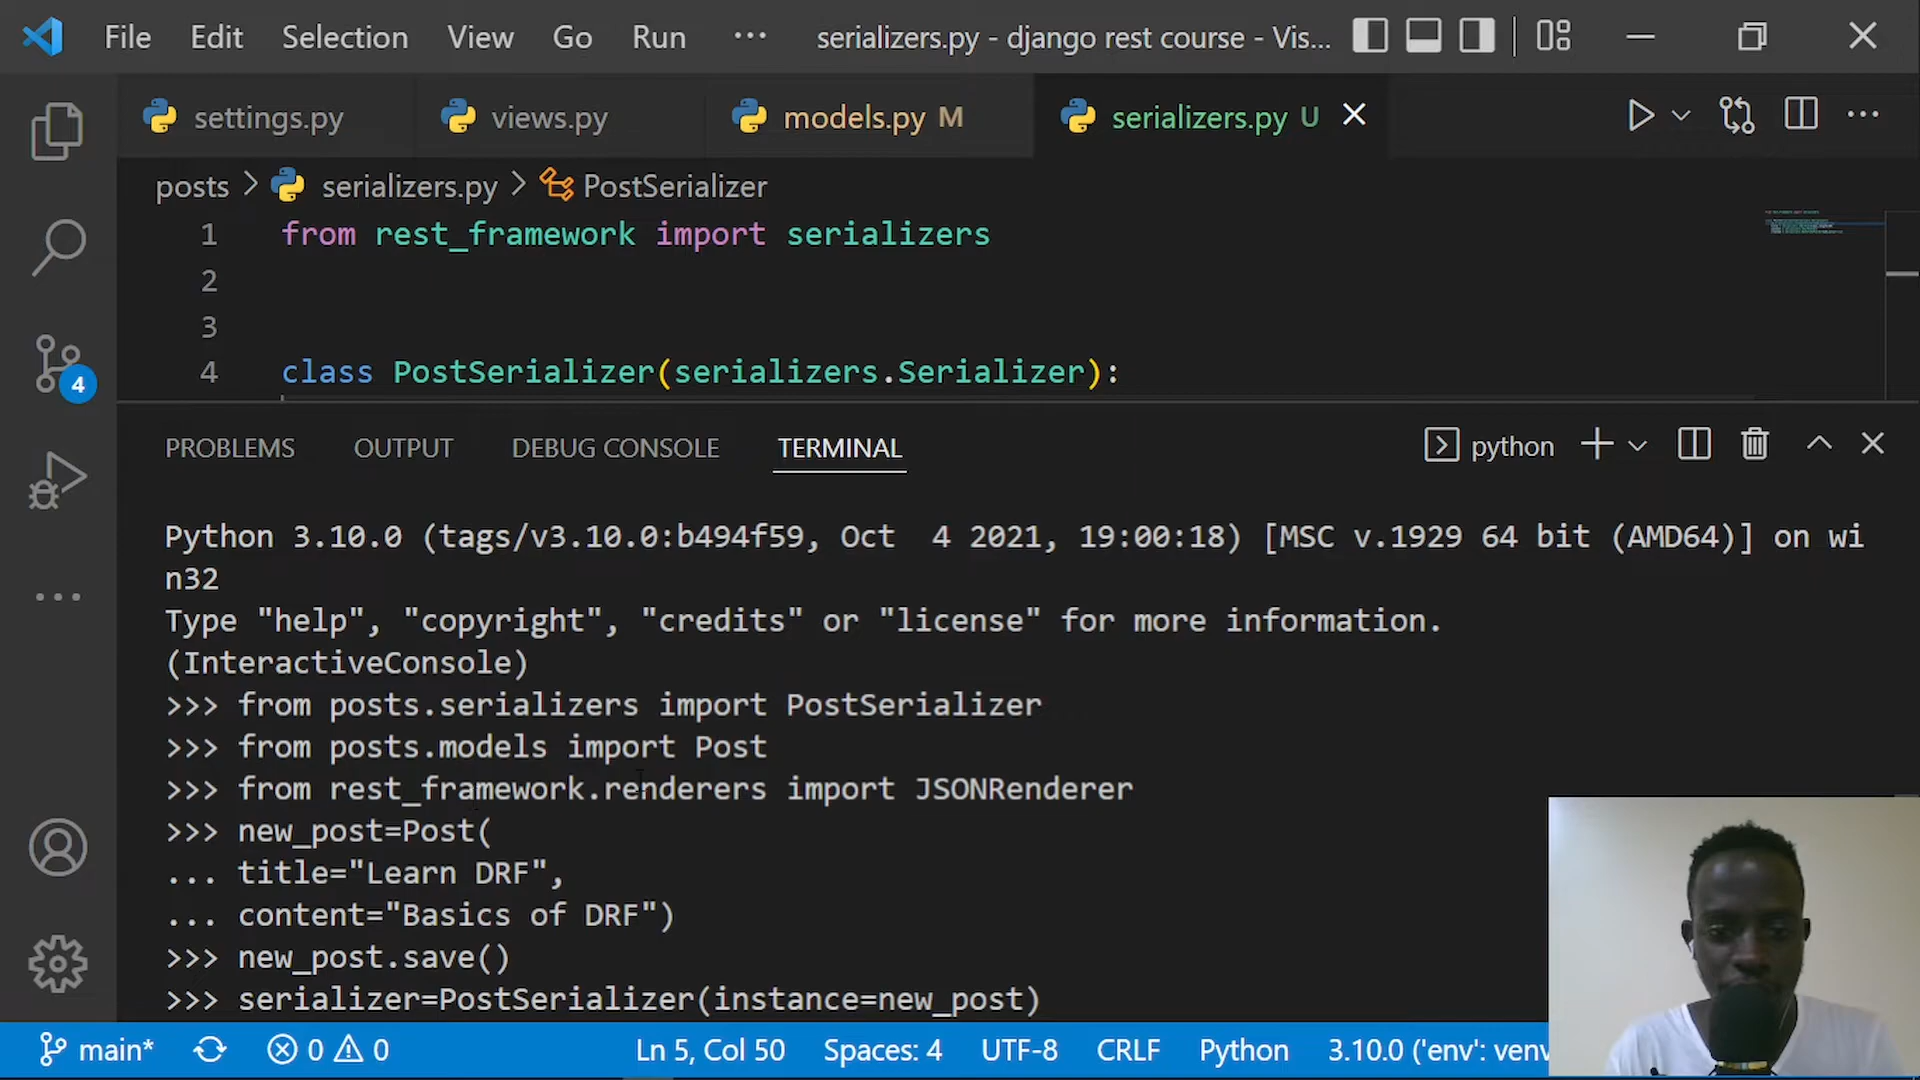 File Edit Selection View Go Run ··· serializers.py - django rest course - Vis...
settings.py views.py models.py M serializers.py U
posts > serializers.py > PostSerializer
1 from rest_framework import serializers
2
3
4 class PostSerializer(serializers.Serializer):
4
PROBLEMS OUTPUT DEBUG CONSOLE TERMINAL python
Python 3.10.0 (tags/v3.10.0:b494f59, Oct  4 2021, 19:00:18) [MSC v.1929 64 bit (AMD64)] on wi
n32
Type "help", "copyright", "credits" or "license" for more information.
(InteractiveConsole)
>>> from posts.serializers import PostSerializer
>>> from posts.models import Post
>>> from rest_framework.renderers import JSONRenderer
>>> new_post=Post(
... title="Learn DRF",
... content="Basics of DRF")
>>> new_post.save()
>>> serializer=PostSerializer(instance=new_post)
main* 0 0 Ln 5, Col 50 Spaces: 4 UTF-8 CRLF Python 3.10.0 ('env': venv